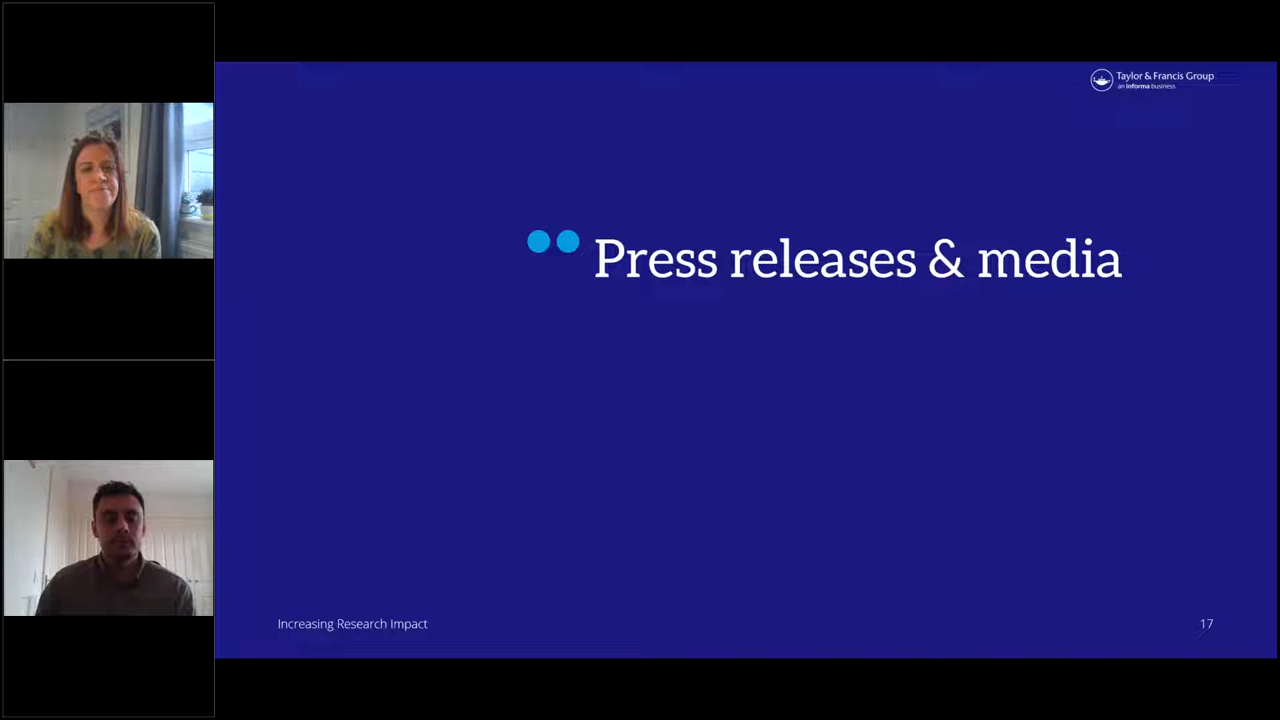 Taylor & Francis Group
an informa business
Press releases & media
Increasing Research Impact
17